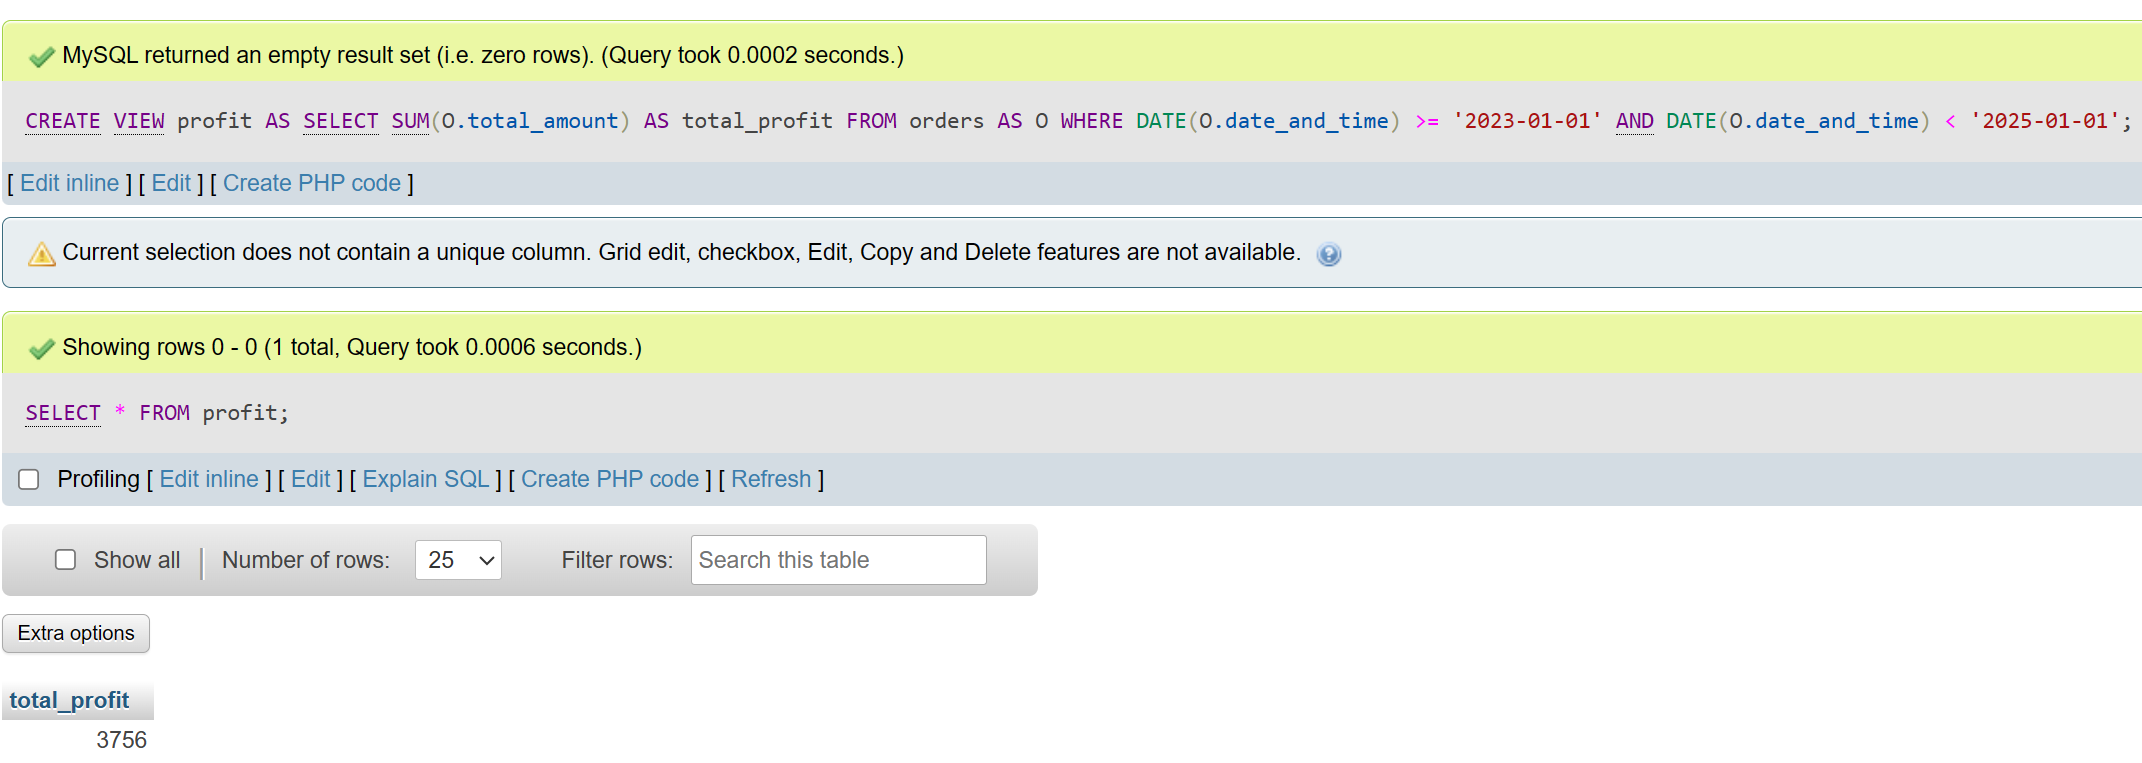 MySQL returned an empty result set (i.e. zero rows). (Query took 0.0002 seconds.)
CREATE VIEW profit AS SELECT SUM(O.total_amount) AS total_profit FROM orders AS O WHERE DATE(O.date_and_time) >= '2023-01-01' AND DATE(O.date_and_time) < '2025-01-01';
[ Edit inline ] [ Edit ] [ Create PHP code ]
Current selection does not contain a unique column. Grid edit, checkbox, Edit, Copy and Delete features are not available.
Showing rows 0 - 0 (1 total, Query took 0.0006 seconds.)
SELECT * FROM profit;
Profiling [ Edit inline ] [ Edit ] [ Explain SQL ] [ Create PHP code ] [ Refresh ]
Show all | Number of rows: 25 Filter rows: Search this table
Extra options
total_profit
3756